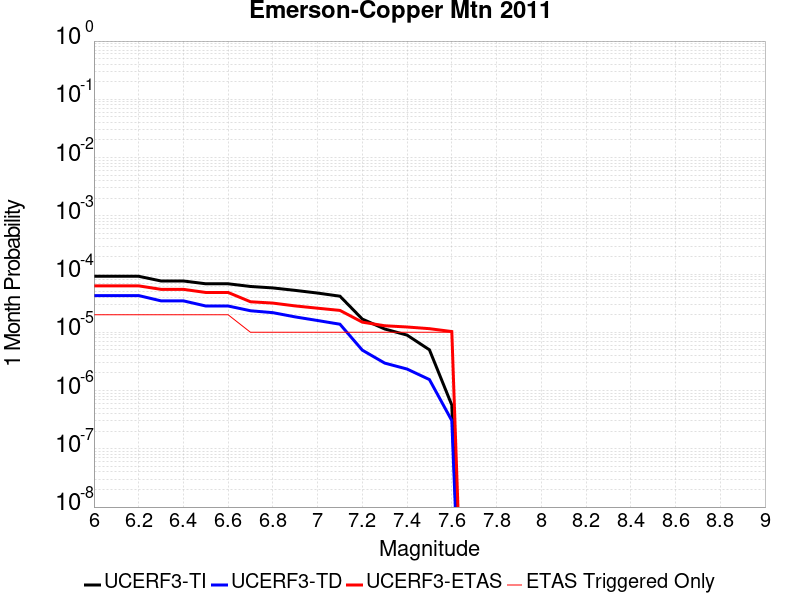 Emerson-Copper Mtn 2011
1 Month Probability
10^0
10^-1
10^-2
10^-3
10^-4
10^-5
10^-6
10^-7
10^-8
6 6.2 6.4 6.6 6.8 7 7.2 7.4 7.6 7.8 8 8.2 8.4 8.6 8.8 9
Magnitude
UCERF3-TI UCERF3-TD UCERF3-ETAS ETAS Triggered Only